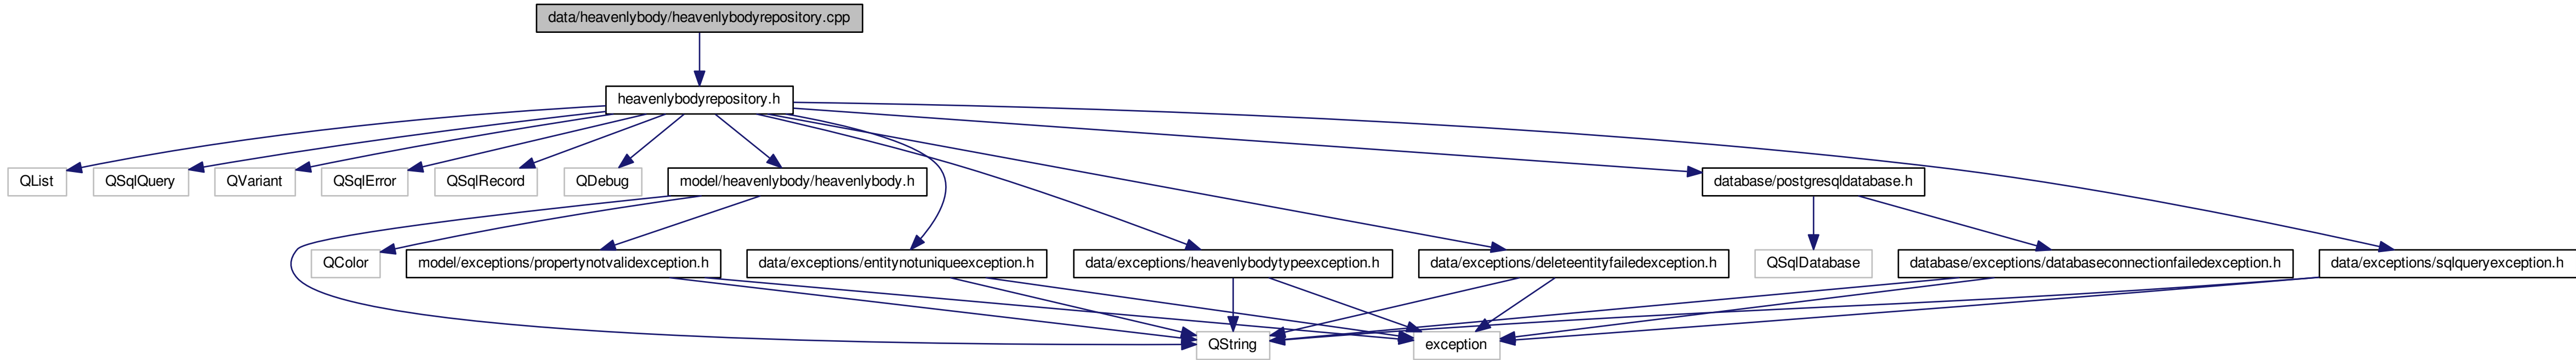 data/heavenlybody/heavenlybodyrepository.cpp
heavenlybodyrepository.h
QList
QSqlQuery
QVariant
QSqlError
QSqlRecord
QDebug
model/heavenlybody/heavenlybody.h
database/postgresqldatabase.h
QColor
model/exceptions/propertynotvalidexception.h
data/exceptions/entitynotuniqueexception.h
data/exceptions/heavenlybodytypeexception.h
data/exceptions/deleteentityfailedexception.h
QSqlDatabase
database/exceptions/databaseconnectionfailedexception.h
data/exceptions/sqlqueryexception.h
QString
exception